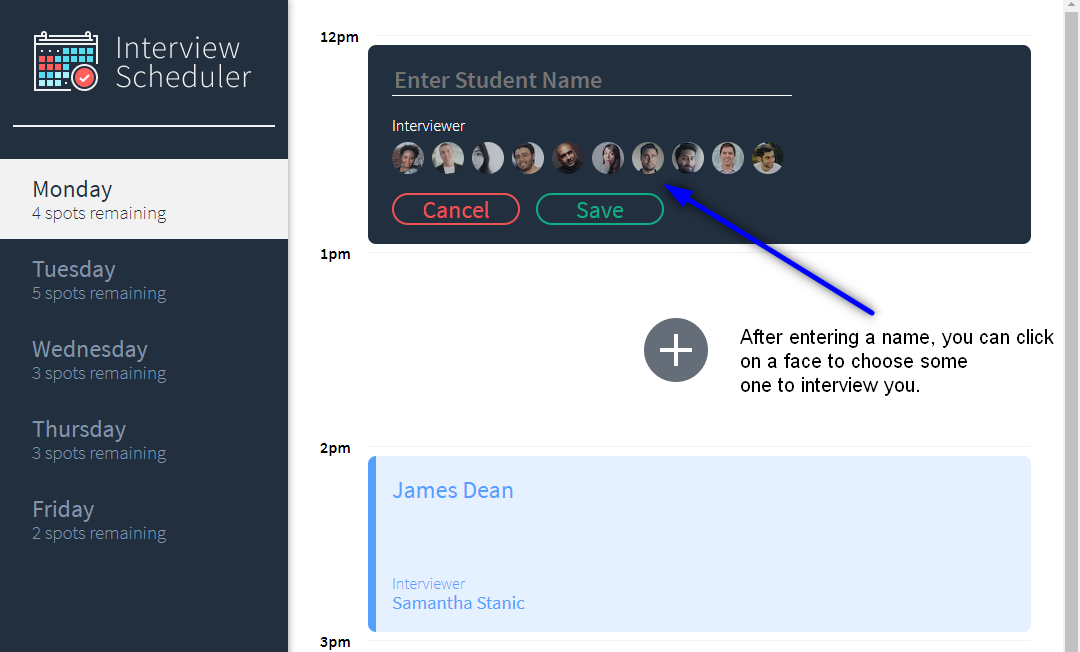 Interview
Scheduler
Monday
4 spots remaining
Tuesday
5 spots remaining
Wednesday
3 spots remaining
Thursday
3 spots remaining
Friday
2 spots remaining
12pm
Enter Student Name
Interviewer
Cancel
Save
1pm
After entering a name, you can click
on a face to choose some
one to interview you.
2pm
James Dean
Interviewer
Samantha Stanic
3pm